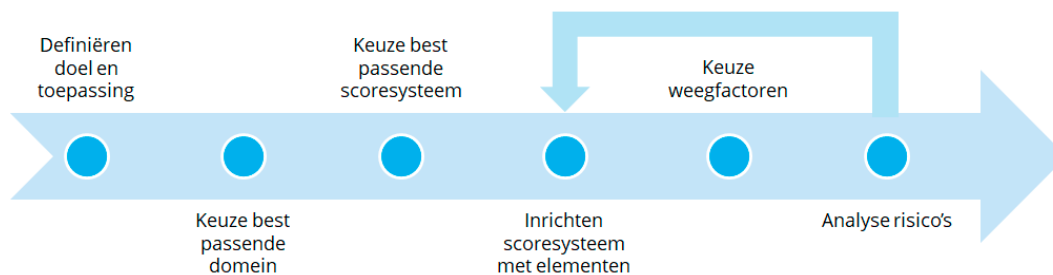 Definiëren
doel en
toepassing
Keuze best
passende
domein
Keuze best
passende
scoresysteem
Inrichten
scoresysteem
met elementen
Keuze
weegfactoren
Analyse risico's